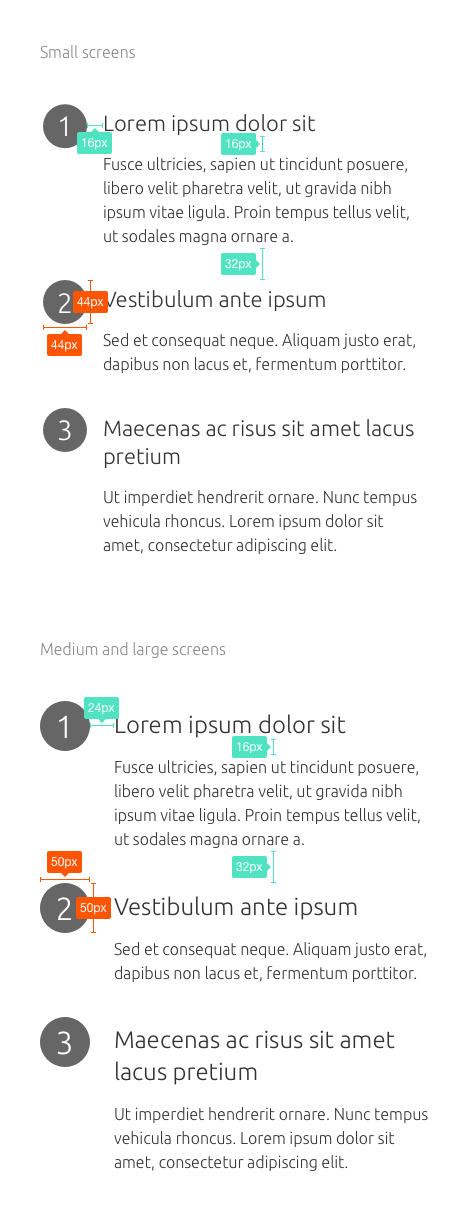 Small screens
1 Lorem ipsum dolor sit
16px
16px
Fusce ultricies, sapien ut tincidunt posuere,
libero velit pharetra velit, ut gravida nibh
ipsum vitae ligula. Proin tempus tellus velit,
ut sodales magna ornare a.
32px
2 44px Vestibulum ante ipsum
44px
Sed et consequat neque. Aliquam justo erat,
dapibus non lacus et, fermentum porttitor.
3 Maecenas ac risus sit amet lacus
pretium
Ut imperdiet hendrerit ornare. Nunc tempus
vehicula rhoncus. Lorem ipsum dolor sit
amet, consectetur adipiscing elit.
Medium and large screens
24px
1 Lorem ipsum dolor sit
16px
Fusce ultricies, sapien ut tincidunt posuere,
libero velit pharetra velit, ut gravida nibh
ipsum vitae ligula. Proin tempus tellus velit,
ut sodales magna ornare a.
50px
32px
2 50px Vestibulum ante ipsum
Sed et consequat neque. Aliquam justo erat,
dapibus non lacus et, fermentum porttitor.
3 Maecenas ac risus sit amet
lacus pretium
Ut imperdiet hendrerit ornare. Nunc tempus
vehicula rhoncus. Lorem ipsum dolor sit
amet, consectetur adipiscing elit.